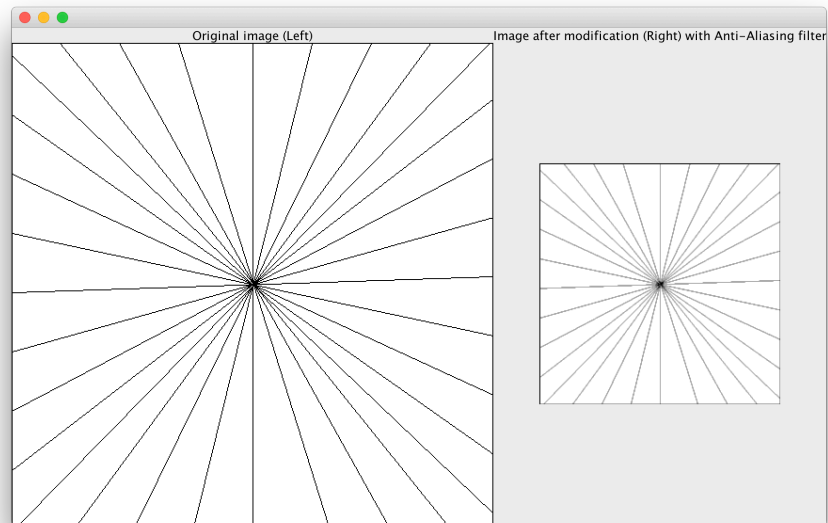 Original image (Left)
Image after modification (Right) with Anti-Aliasing filter